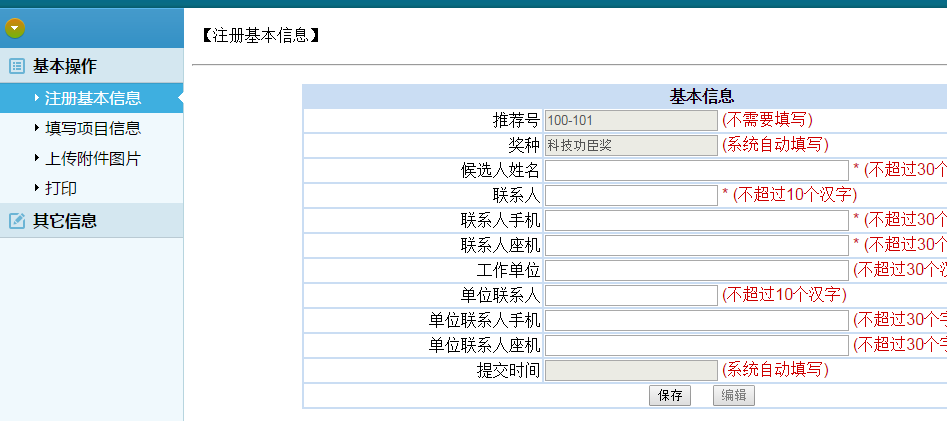 【注册基本信息】
基本操作
注册基本信息
填写项目信息
上传附件图片
打印
其它信息
基本信息
推荐号 100-101 (不需要填写)
奖种 科技功臣奖 (系统自动填写)
候选人姓名 * (不超过30个
联系人 * (不超过10个汉字)
联系人手机 * (不超过30个
联系人座机 * (不超过30个
工作单位 (不超过30个汉
单位联系人 (不超过10个汉字)
单位联系人手机 (不超过30个字
单位联系人座机 (不超过30个字
提交时间 (系统自动填写)
保存 编辑